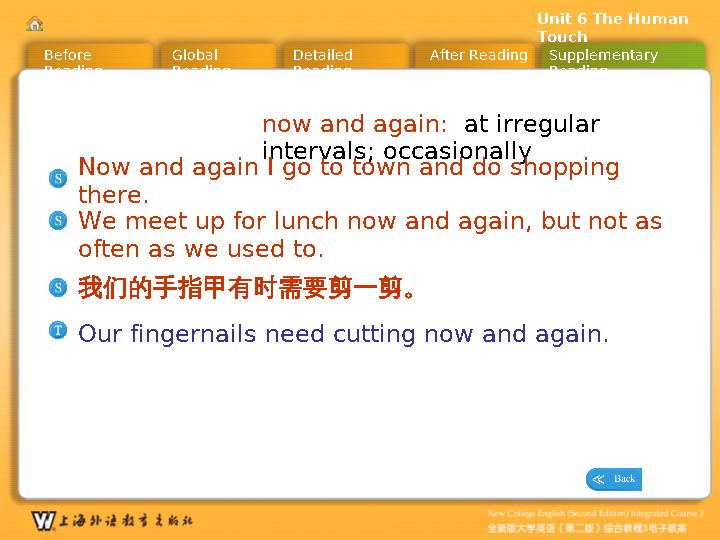 Unit 6 The Human
Touch
Before
Reading
Global
Reading
Detailed
Reading
After Reading
Supplementary
Reading
now and again: at irregular
intervals; occasionally
S Now and again I go to town and do shopping
there.
S We meet up for lunch now and again, but not as
often as we used to.
S 我们的手指甲有时需要剪一剪。
T Our fingernails need cutting now and again.
≪ Back
W 上海外语教育出版社
New College English (Second Edition) Integrated Course 3
全新版大学英语（第二版）综合教程3电子教案